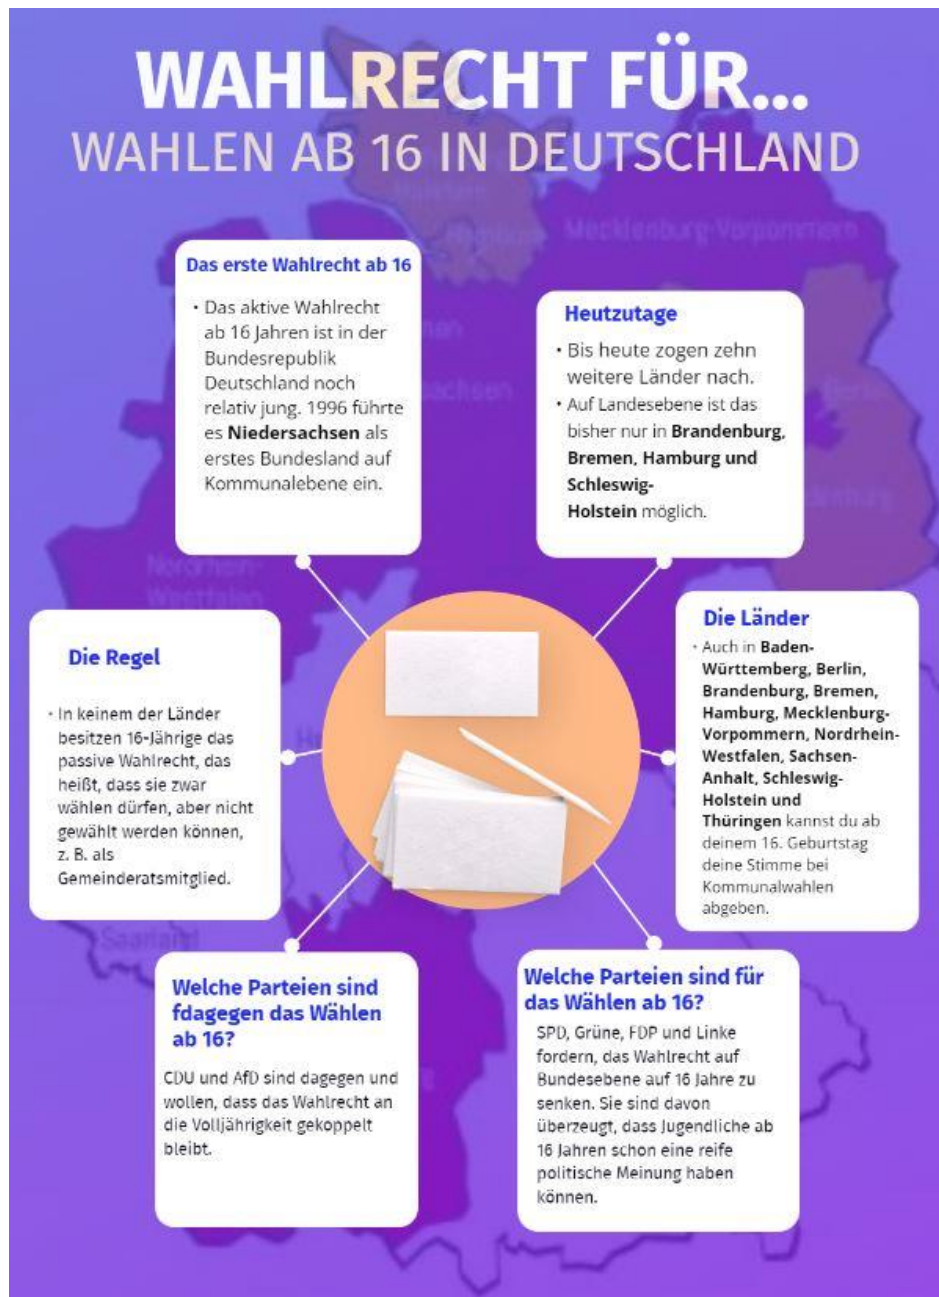 WAHLRECHT FÜR...
WAHLEN AB 16 IN DEUTSCHLAND
Mecklenburg-Vorpommern
Das erste Wahlrecht ab 16
• Das aktive Wahlrecht
ab 16 Jahren ist in der
Bundesrepublik
Deutschland noch
relativ jung. 1996 führte
es Niedersachsen als
erstes Bundesland auf
Kommunalebene ein.
Heutzutage
• Bis heute zogen zehn
weitere Länder nach.
• Auf Landesebene ist das
bisher nur in Brandenburg,
Bremen, Hamburg und
Schleswig-
Holstein möglich.
Nordrhein-
Westfalen
Die Regel
• In keinem der Länder
besitzen 16-Jährige das
passive Wahlrecht, das
heißt, dass sie zwar
wählen dürfen, aber nicht
gewählt werden können,
z. B. als
Gemeinderatsmitglied.
Die Länder
• Auch in Baden-
Württemberg, Berlin,
Brandenburg, Bremen,
Hamburg, Mecklenburg-
Vorpommern, Nordrhein-
Westfalen, Sachsen-
Anhalt, Schleswig-
Holstein und
Thüringen kannst du ab
deinem 16. Geburtstag
deine Stimme bei
Kommunalwahlen
abgeben.
Saarland
Welche Parteien sind
fdagegen das Wählen
ab 16?
CDU und AfD sind dagegen und
wollen, dass das Wahlrecht an
die Volljährigkeit gekoppelt
bleibt.
Welche Parteien sind für
das Wählen ab 16?
SPD, Grüne, FDP und Linke
fordern, das Wahlrecht auf
Bundesebene auf 16 Jahre zu
senken. Sie sind davon
überzeugt, dass Jugendliche ab
16 Jahren schon eine reife
politische Meinung haben
können.